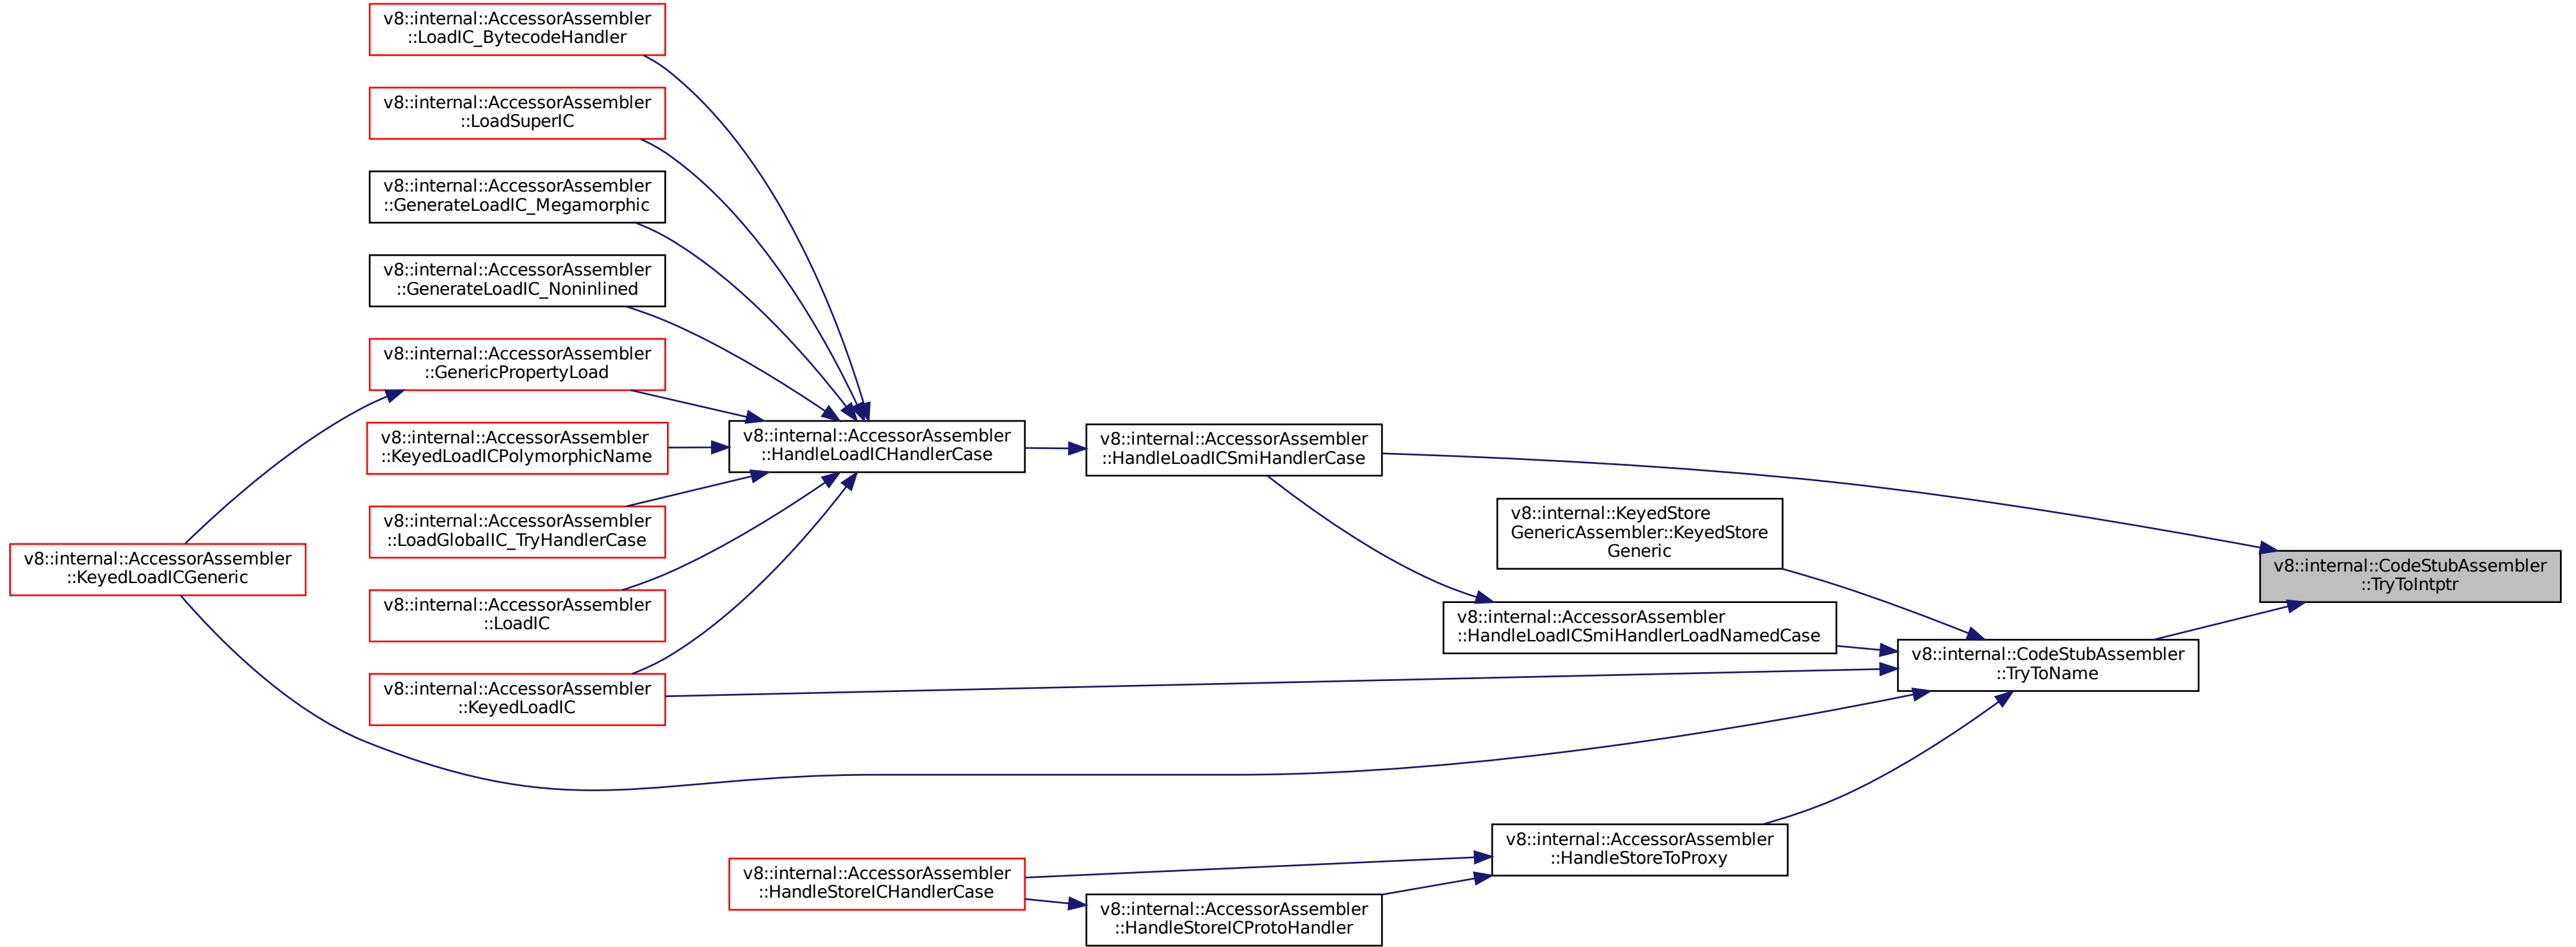 v8::internal::AccessorAssembler
::LoadIC_BytecodeHandler
v8::internal::AccessorAssembler
::LoadSuperIC
v8::internal::AccessorAssembler
::GenerateLoadIC_Megamorphic
v8::internal::AccessorAssembler
::GenerateLoadIC_Noninlined
v8::internal::AccessorAssembler
::GenericPropertyLoad
v8::internal::AccessorAssembler
::KeyedLoadICPolymorphicName
v8::internal::AccessorAssembler
::LoadGlobalIC_TryHandlerCase
v8::internal::AccessorAssembler
::LoadIC
v8::internal::AccessorAssembler
::KeyedLoadIC
v8::internal::AccessorAssembler
::KeyedLoadICGeneric
v8::internal::AccessorAssembler
::HandleLoadICHandlerCase
v8::internal::AccessorAssembler
::HandleLoadICSmiHandlerCase
v8::internal::KeyedStore
GenericAssembler::KeyedStore
Generic
v8::internal::AccessorAssembler
::HandleLoadICSmiHandlerLoadNamedCase
v8::internal::CodeStubAssembler
::TryToIntptr
v8::internal::CodeStubAssembler
::TryToName
v8::internal::AccessorAssembler
::HandleStoreToProxy
v8::internal::AccessorAssembler
::HandleStoreICHandlerCase
v8::internal::AccessorAssembler
::HandleStoreICProtoHandler